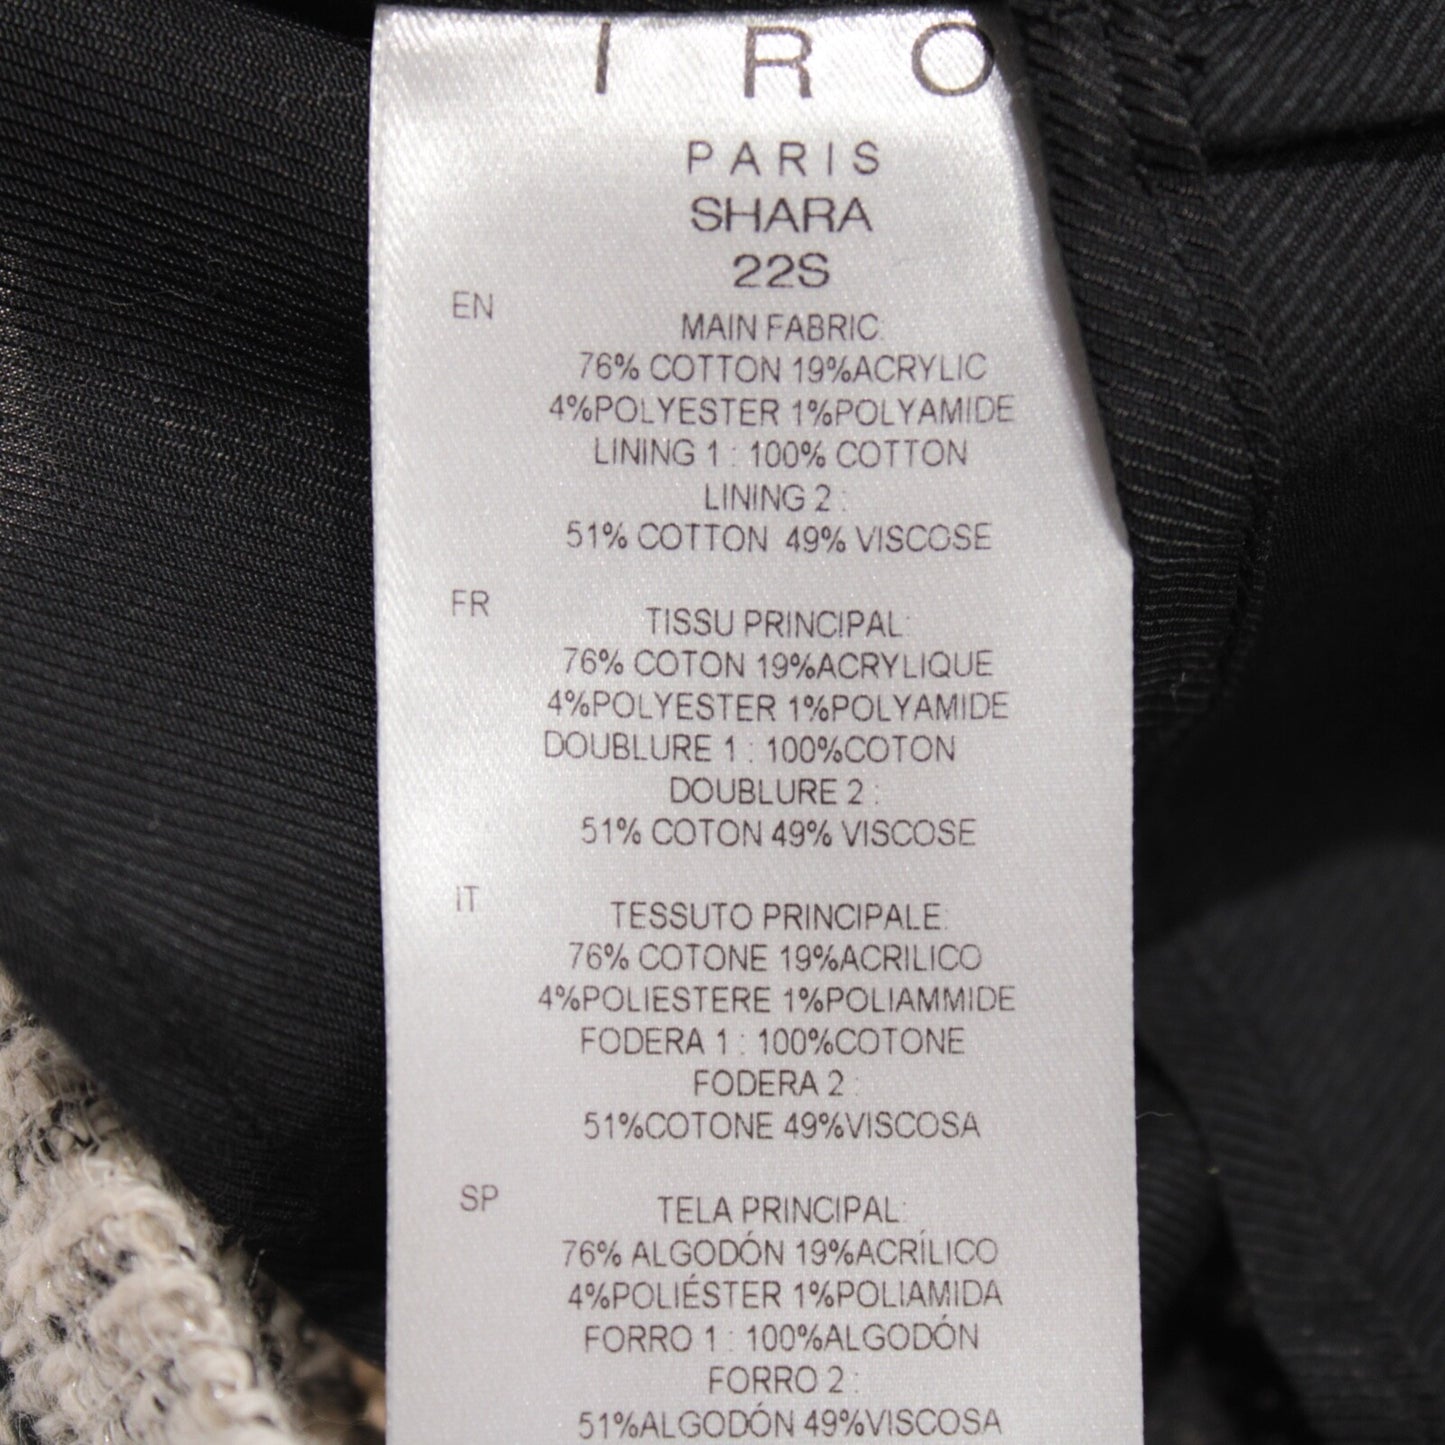 IRO
PARIS
SHARA
22S
EN
MAIN FABRIC:
76% COTTON 19%ACRYLIC
4%POLYESTER 1%POLYAMIDE
LINING 1 : 100% COTTON
LINING 2 :
51% COTTON 49% VISCOSE
FR
TISSU PRINCIPAL:
76% COTON 19%ACRYLIQUE
4%POLYESTER 1%POLYAMIDE
DOUBLURE 1 : 100%COTON
DOUBLURE 2 :
51% COTON 49% VISCOSE
IT
TESSUTO PRINCIPALE:
76% COTONE 19%ACRILICO
4%POLIESTERE 1%POLIAMMIDE
FODERA 1 : 100%COTONE
FODERA 2 :
51%COTONE 49%VISCOSA
SP
TELA PRINCIPAL:
76% ALGODÓN 19%ACRÍLICO
4%POLIÉSTER 1%POLIAMIDA
FORRO 1 : 100%ALGODÓN
FORRO 2 :
51%ALGODÓN 49%VISCOSA